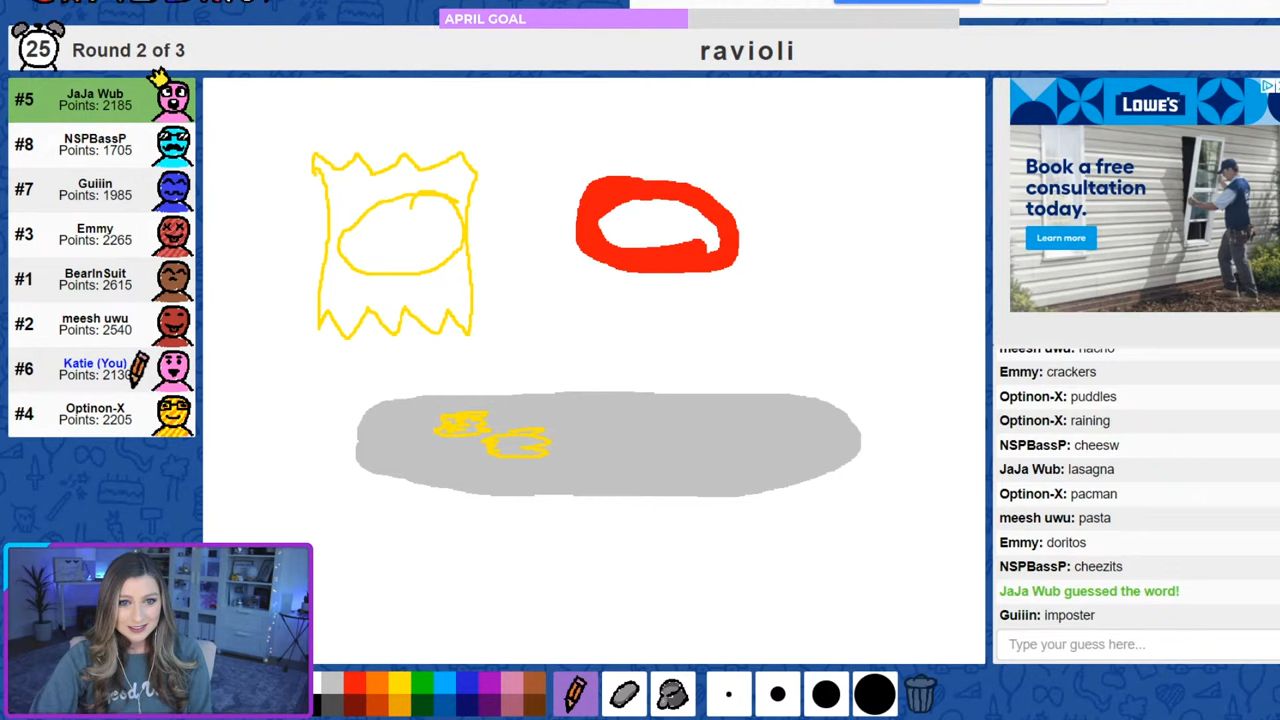 APRIL GOAL
25
Round 2 of 3
ravioli
#5
JaJa Wub
Points: 2185
#8
NSPBassP
Points: 1705
#7
Guiiin
Points: 1985
#3
Emmy
Points: 2265
#1
BearInSuit
Points: 2615
#2
meesh uwu
Points: 2540
#6
Katie (You)
Points: 2130
#4
Optinon-X
Points: 2205
LOWE'S
Book a free
consultation
today.
Learn more
meesh uwu: nacho
Emmy: crackers
Optinon-X: puddles
Optinon-X: raining
NSPBassP: cheesw
JaJa Wub: lasagna
Optinon-X: pacman
meesh uwu: pasta
Emmy: doritos
NSPBassP: cheezits
JaJa Wub guessed the word!
Guiiin: imposter
Type your guess here...